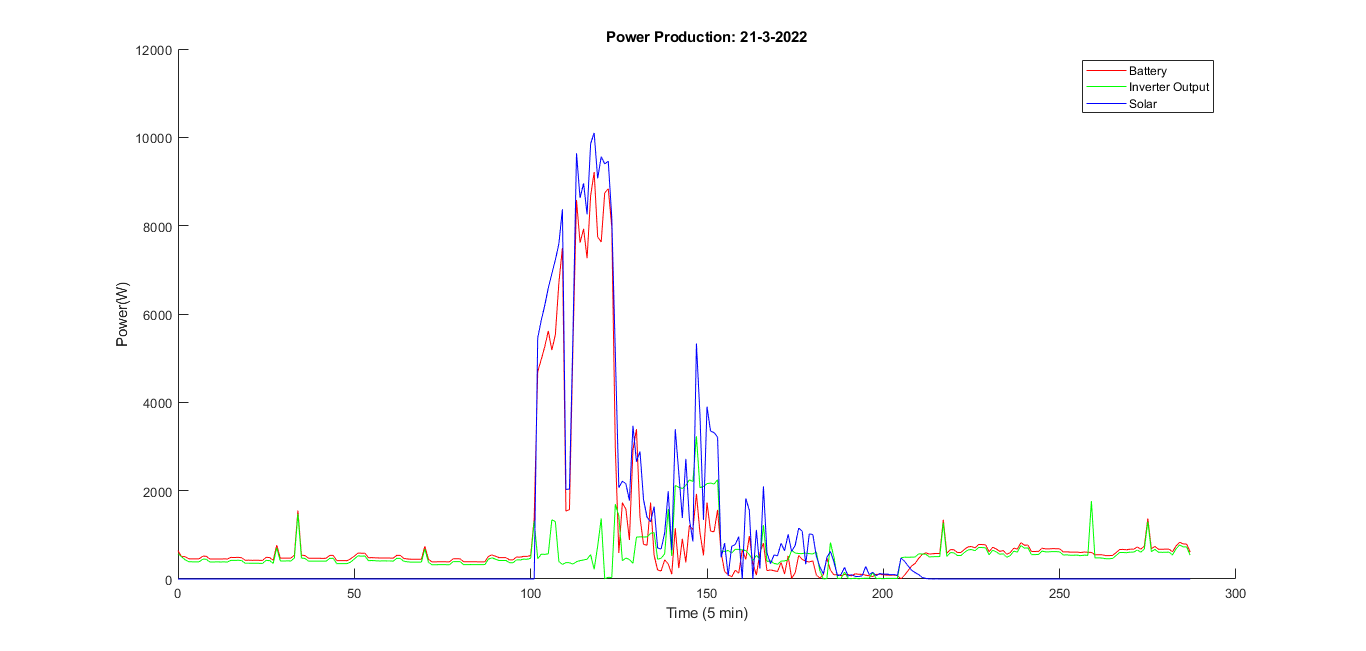 Power Production: 21-3-2022
12000
10000
8000
6000
4000
2000
0
Power(W)
Battery
Inverter Output
Solar
0 50 100 150 200 250 300
Time (5 min)